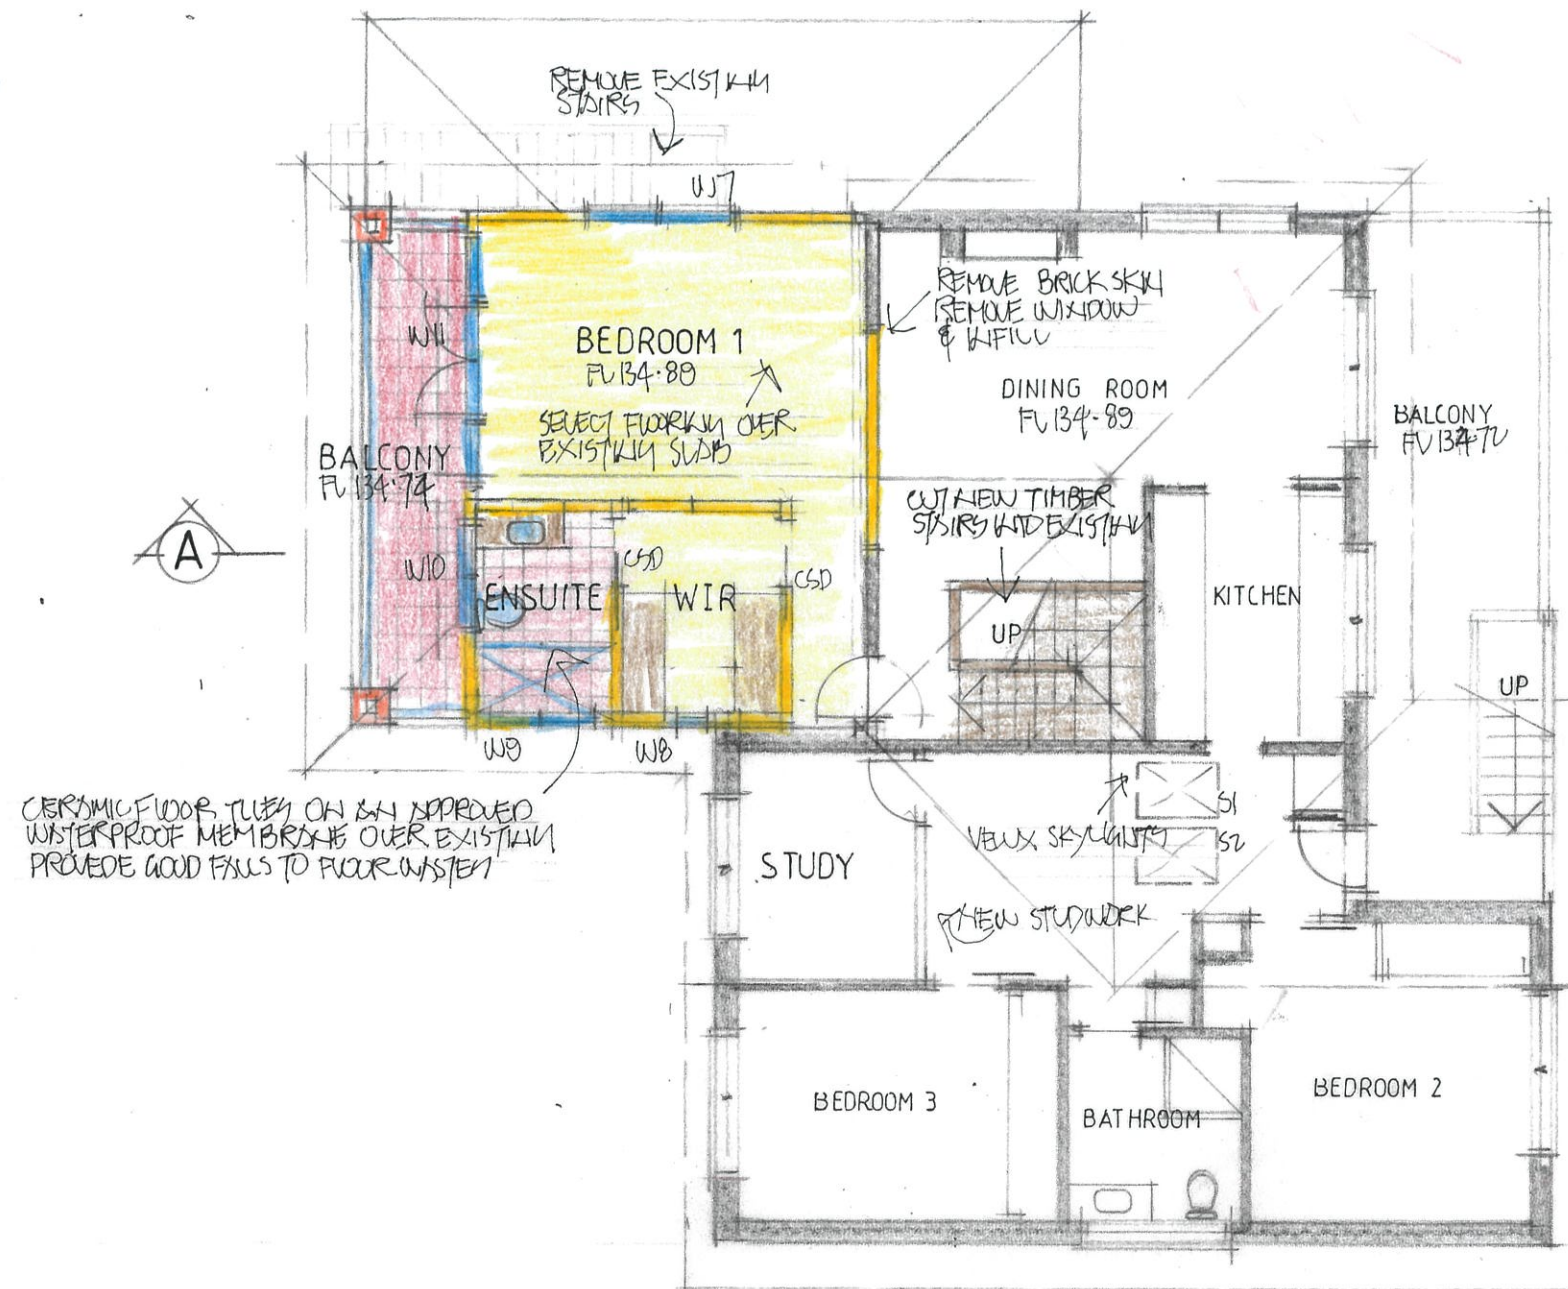 REMOVE EXISTING
STAIRS
W7
REMOVE BRICK SKIN
REMOVE WINDOW
& INFILL
W11
BEDROOM 1
FL 134.89
SELECT FLOORING OVER
EXISTING SLAB
DINING ROOM
FL 134.89
BALCONY
FL 134.72
BALCONY
FL 134.74
CUT NEW TIMBER
STAIRS INTO EXISTING
A
W10
CSD
CSD
ENSUITE
WIR
KITCHEN
UP
UP
W9
W8
CERAMIC FLOOR TILES ON AN APPROVED
WATERPROOF MEMBRANE OVER EXISTING
PROVEDE GOOD FALLS TO FLOOR WASTES
S1
VELUX SKYLIGHTS
S2
STUDY
NEW STUDWORK
BEDROOM 3
BATHROOM
BEDROOM 2